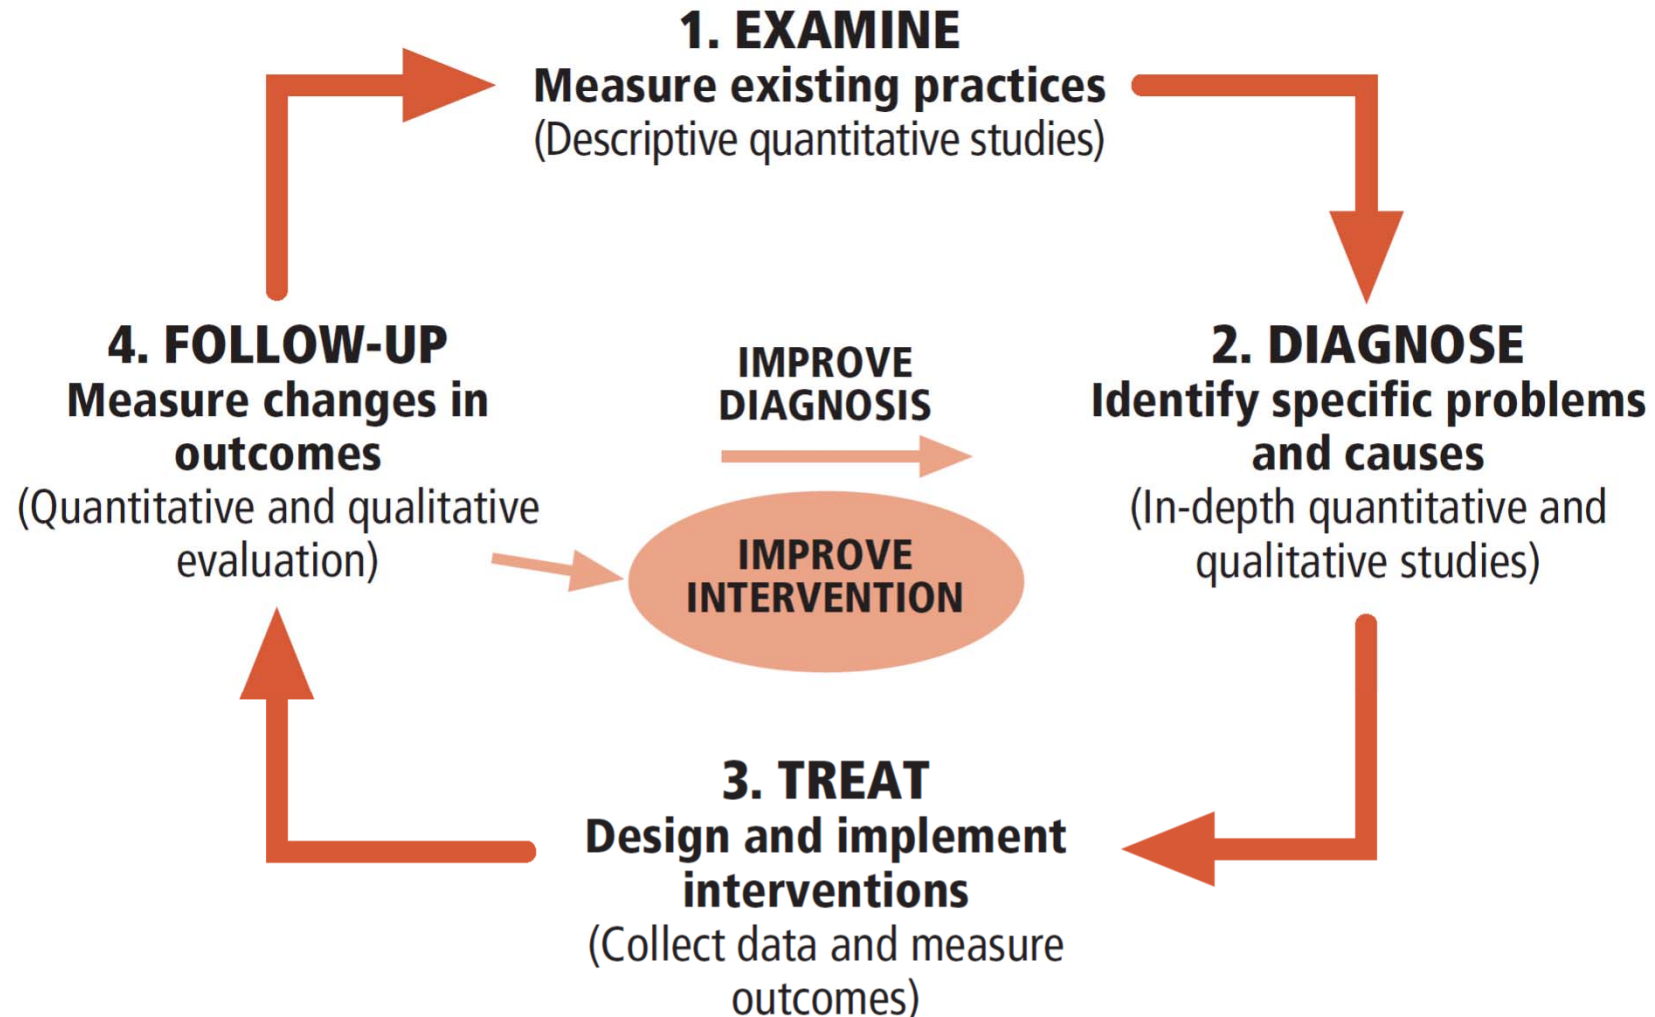 1. EXAMINE
Measure existing practices
(Descriptive quantitative studies)
2. DIAGNOSE
Identify specific problems
and causes
(In-depth quantitative and
qualitative studies)
3. TREAT
Design and implement
interventions
(Collect data and measure
outcomes)
4. FOLLOW-UP
Measure changes in
outcomes
(Quantitative and qualitative
evaluation)
IMPROVE
DIAGNOSIS
IMPROVE
INTERVENTION